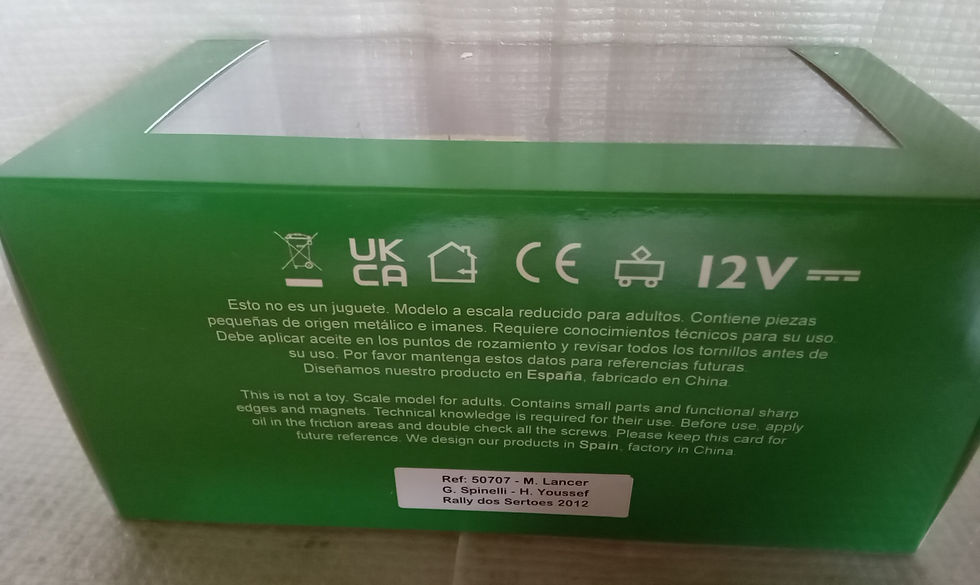 UK
CA
CE
12V
Esto no es un juguete. Modelo a escala reducido para adultos. Contiene piezas
pequeñas de origen metálico e imanes. Requiere conocimientos técnicos para su uso.
Debe aplicar aceite en los puntos de rozamiento y revisar todos los tornillos antes de
su uso. Por favor mantenga estos datos para referencias futuras.
Diseñamos nuestro producto en España, fabricado en China.
This is not a toy. Scale model for adults. Contains small parts and functional sharp
edges and magnets. Technical knowledge is required for their use. Before use, apply
oil in the friction areas and double check all the screws. Please keep this card for
future reference. We design our products in Spain, factory in China.
Ref: 50707 - M. Lancer
G. Spinelli - H. Youssef
Rally dos Sertoes 2012